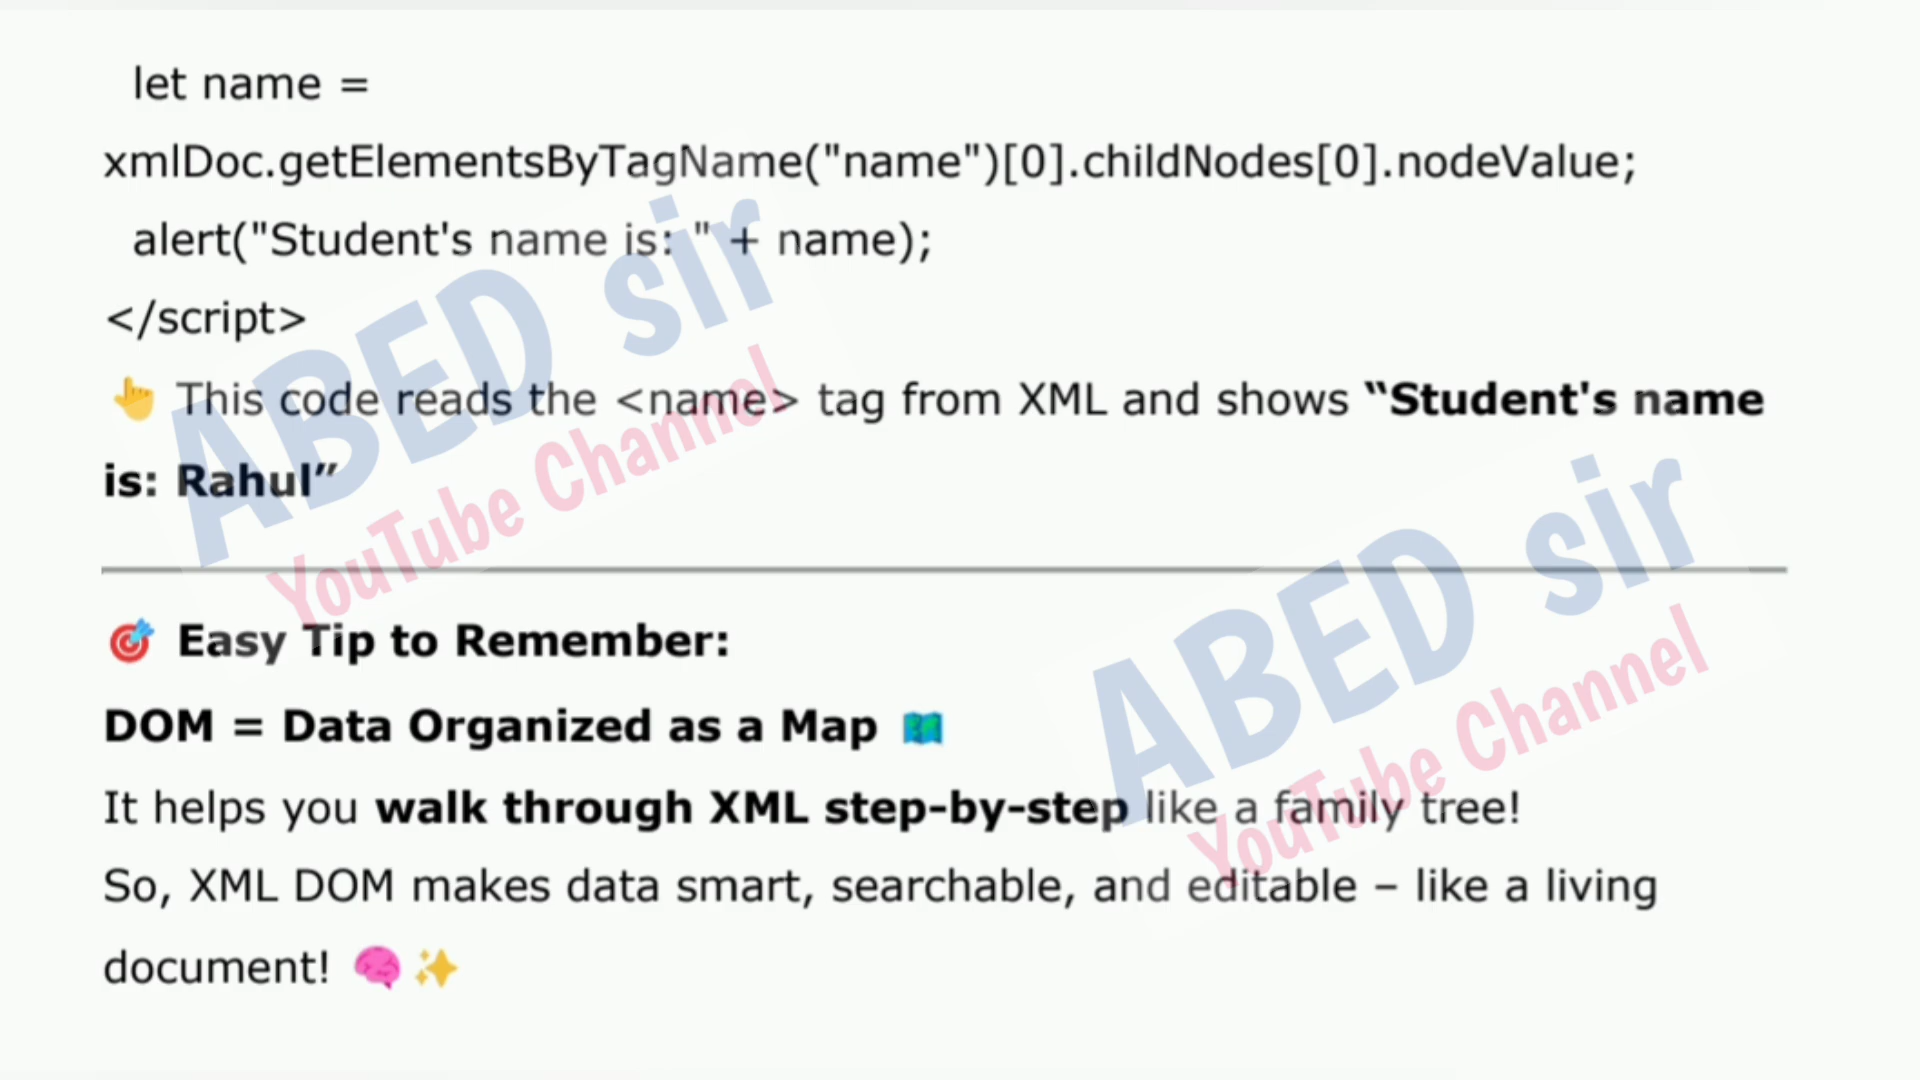 let name =
xmlDoc.getElementsByTagName("name")[0].childNodes[0].nodeValue;
alert("Student's name is: " + name);
</script>
👆 This code reads the <name> tag from XML and shows “Student's name
is: Rahul”
🎯 Easy Tip to Remember:
DOM = Data Organized as a Map 🗺️
It helps you walk through XML step-by-step like a family tree!
So, XML DOM makes data smart, searchable, and editable – like a living
document! 🧠✨
ABED sir
YouTube Channel
ABED sir
YouTube Channel